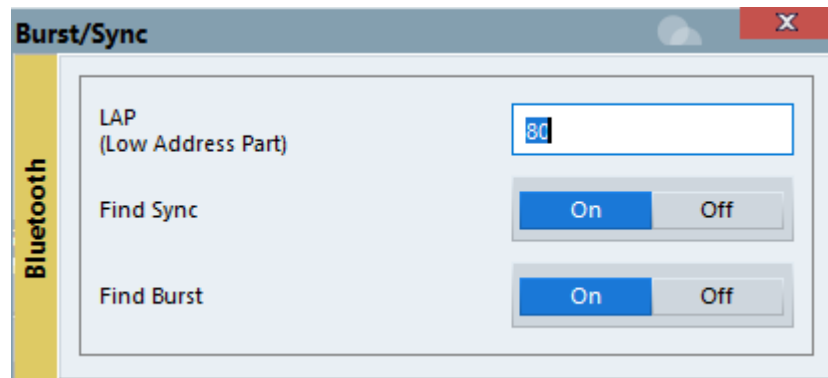 Burst/Sync
X
Bluetooth
LAP
(Low Address Part)
80
Find Sync
On
Off
Find Burst
On
Off